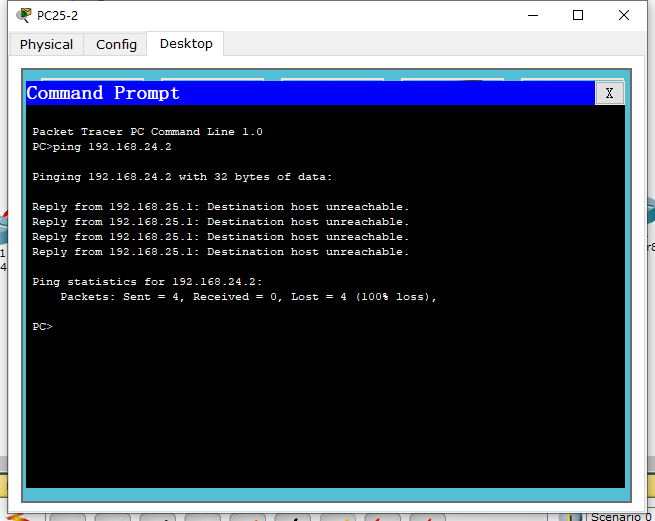 PC25-2
Physical Config Desktop
Command Prompt
X
Packet Tracer PC Command Line 1.0
PC>ping 192.168.24.2
Pinging 192.168.24.2 with 32 bytes of data:
Reply from 192.168.25.1: Destination host unreachable.
Reply from 192.168.25.1: Destination host unreachable.
Reply from 192.168.25.1: Destination host unreachable.
Reply from 192.168.25.1: Destination host unreachable.
Ping statistics for 192.168.24.2:
Packets: Sent = 4, Received = 0, Lost = 4 (100% loss),
PC>
1
4
Scenario 0